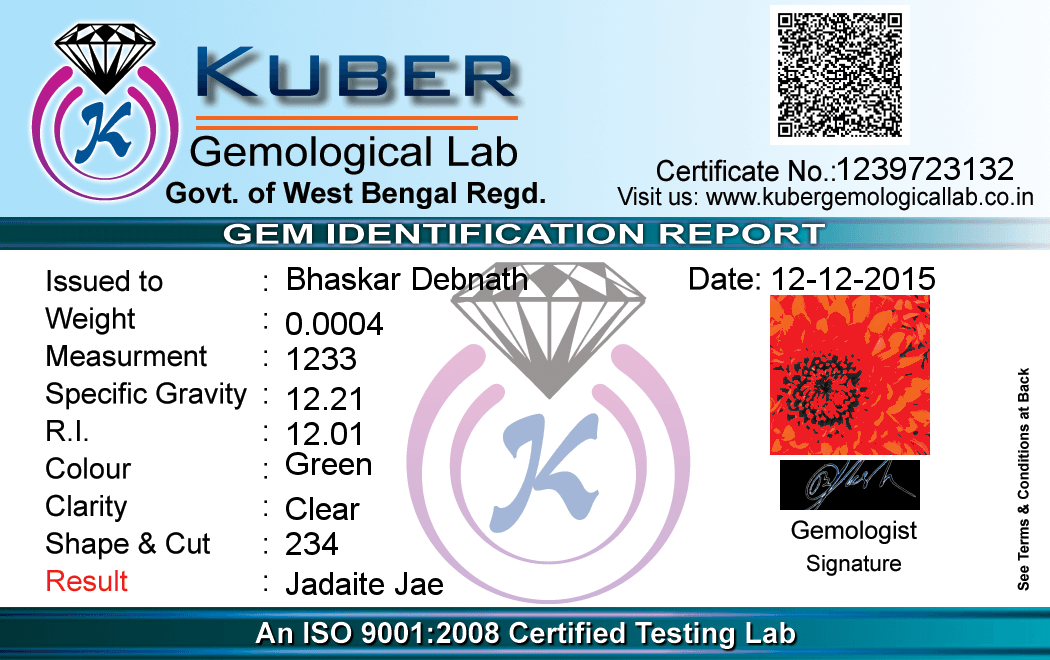 K
KUBER
Gemological Lab
Govt. of West Bengal Regd.
Certificate No.:1239723132
Visit us: www.kubergemologicallab.co.in
GEM IDENTIFICATION REPORT
Issued to : Bhaskar Debnath
Date: 12-12-2015
Weight : 0.0004
Measurment : 1233
Specific Gravity : 12.21
R.I. : 12.01
Colour : Green
Clarity : Clear
Shape & Cut : 234
Result : Jadaite Jae
K
Gemologist
Signature
See Terms & Conditions at Back
An ISO 9001:2008 Certified Testing Lab